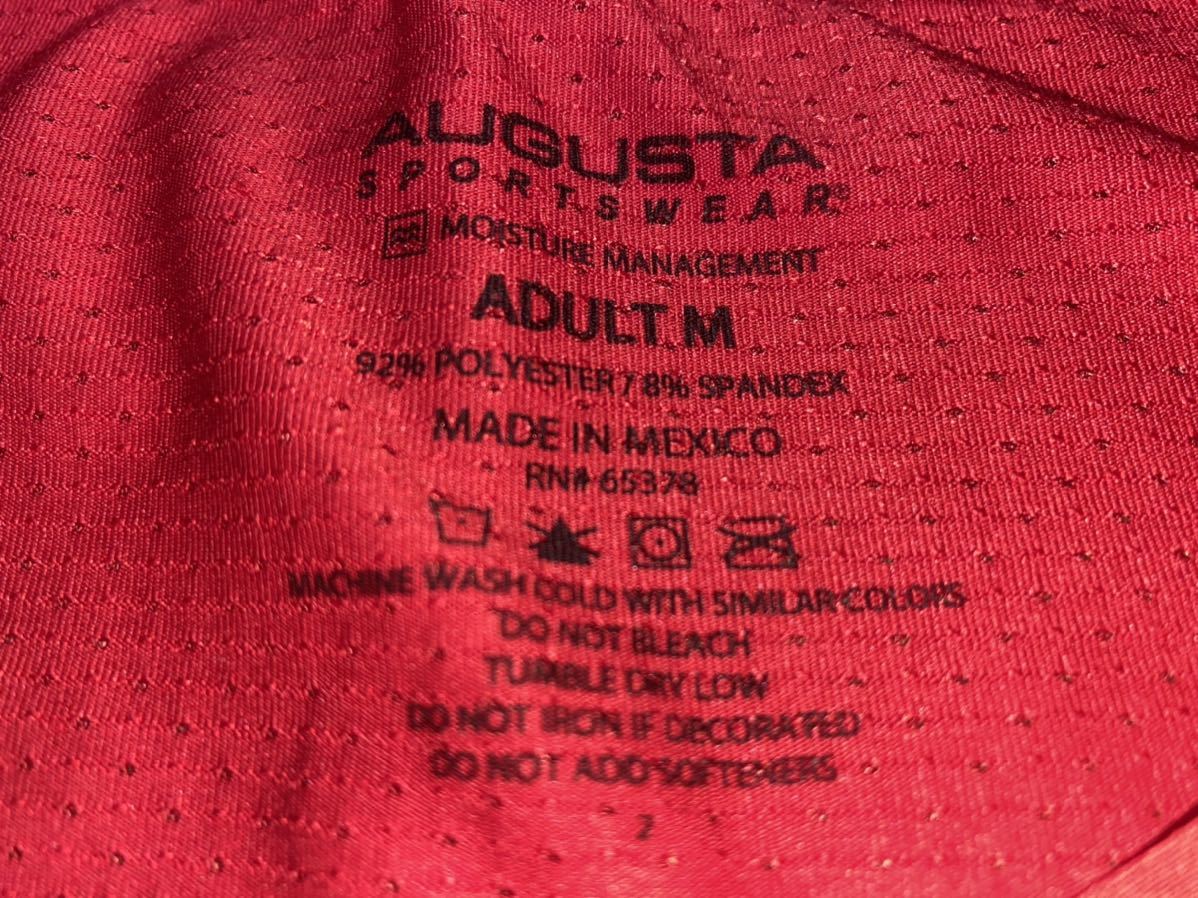 AUGUSTA
SPORTSWEAR®
MOISTURE MANAGEMENT
ADULT M
92% POLYESTER / 8% SPANDEX
MADE IN MEXICO
RN# 65378
MACHINE WASH COLD WITH SIMILAR COLORS
DO NOT BLEACH
TUMBLE DRY LOW
DO NOT IRON IF DECORATED
DO NOT ADD SOFTENERS
2